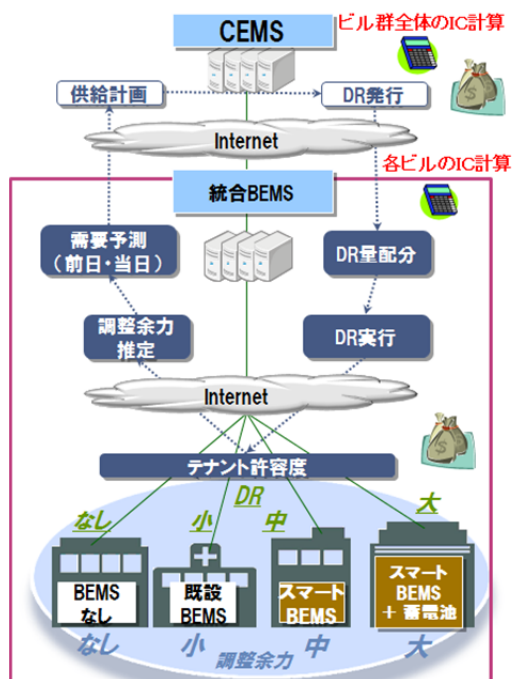 CEMS
ビル群全体のIC計算
供給計画
DR発行
Internet
各ビルのIC計算
統合BEMS
需要予測
(前日・当日)
DR量配分
調整余力
推定
DR実行
Internet
テナント許容度
DR
なし
小
中
大
BEMS
なし
既設
BEMS
スマート
BEMS
スマート
BEMS
+ 蓄電池
なし
小
中
大
調整余力